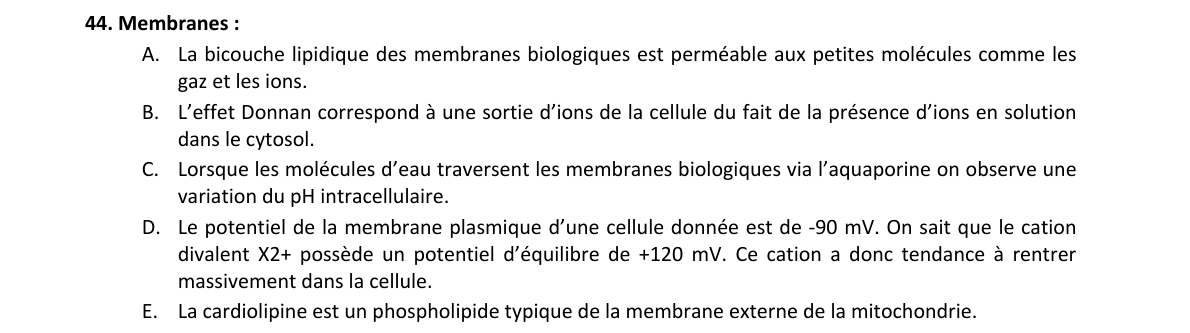 44. Membranes :
A. La bicouche lipidique des membranes biologiques est perméable aux petites molécules comme les
gaz et les ions.
B. L’effet Donnan correspond à une sortie d’ions de la cellule du fait de la présence d’ions en solution
dans le cytosol.
C. Lorsque les molécules d’eau traversent les membranes biologiques via l’aquaporine on observe une
variation du pH intracellulaire.
D. Le potentiel de la membrane plasmique d’une cellule donnée est de -90 mV. On sait que le cation
divalent X2+ possède un potentiel d’équilibre de +120 mV. Ce cation a donc tendance à rentrer
massivement dans la cellule.
E. La cardiolipine est un phospholipide typique de la membrane externe de la mitochondrie.